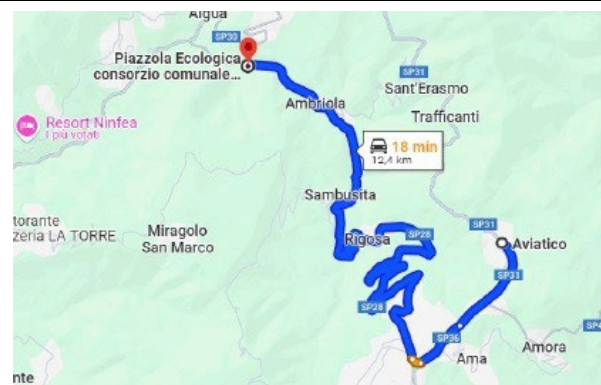 Algua
SP30
Piazzola Ecologica
consorzio comunale...
SP31
Sant'Erasmo
Ambriola
Trafficanti
Resort Ninfea
I più votati
18 min
12,4 km
Sambusita
torante
zeria LA TORRE
Miragolo
San Marco
Rigosa
SP28
SP31
Aviatico
SP31
SP28
SP36
Amora
Ama
nte